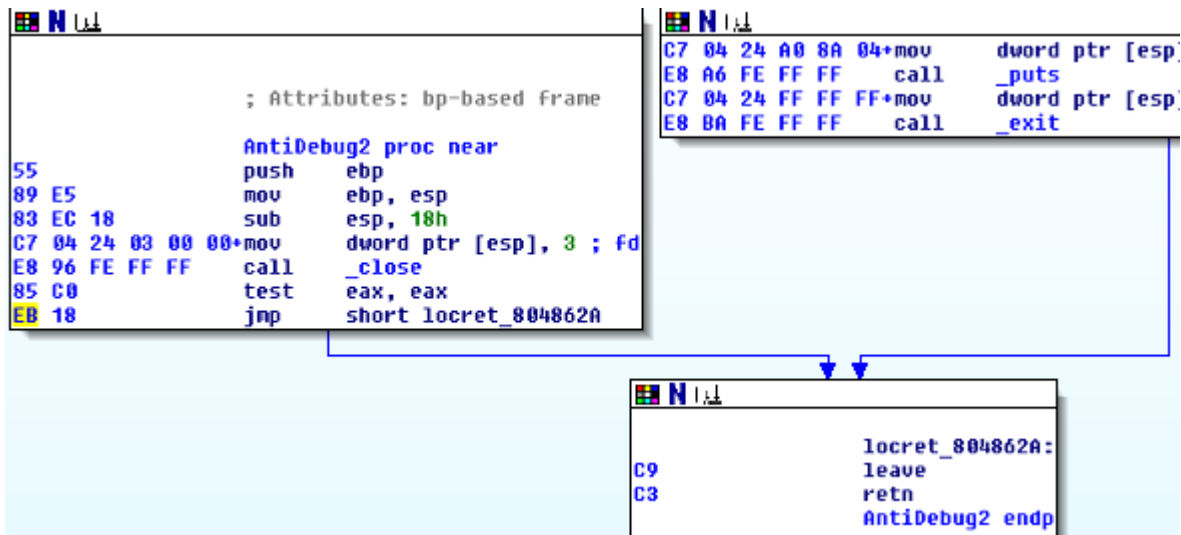 N
; Attributes: bp-based frame
AntiDebug2 proc near
55 push ebp
89 E5 mov ebp, esp
83 EC 18 sub esp, 18h
C7 04 24 03 00 00+mov dword ptr [esp], 3 ; fd
E8 96 FE FF FF call _close
85 C0 test eax, eax
EB 18 jmp short locret_804862A
N
C7 04 24 A0 8A 04+mov dword ptr [esp]
E8 A6 FE FF FF call _puts
C7 04 24 FF FF FF+mov dword ptr [esp]
E8 BA FE FF FF call _exit
N
locret_804862A:
C9 leave
C3 retn
AntiDebug2 endp